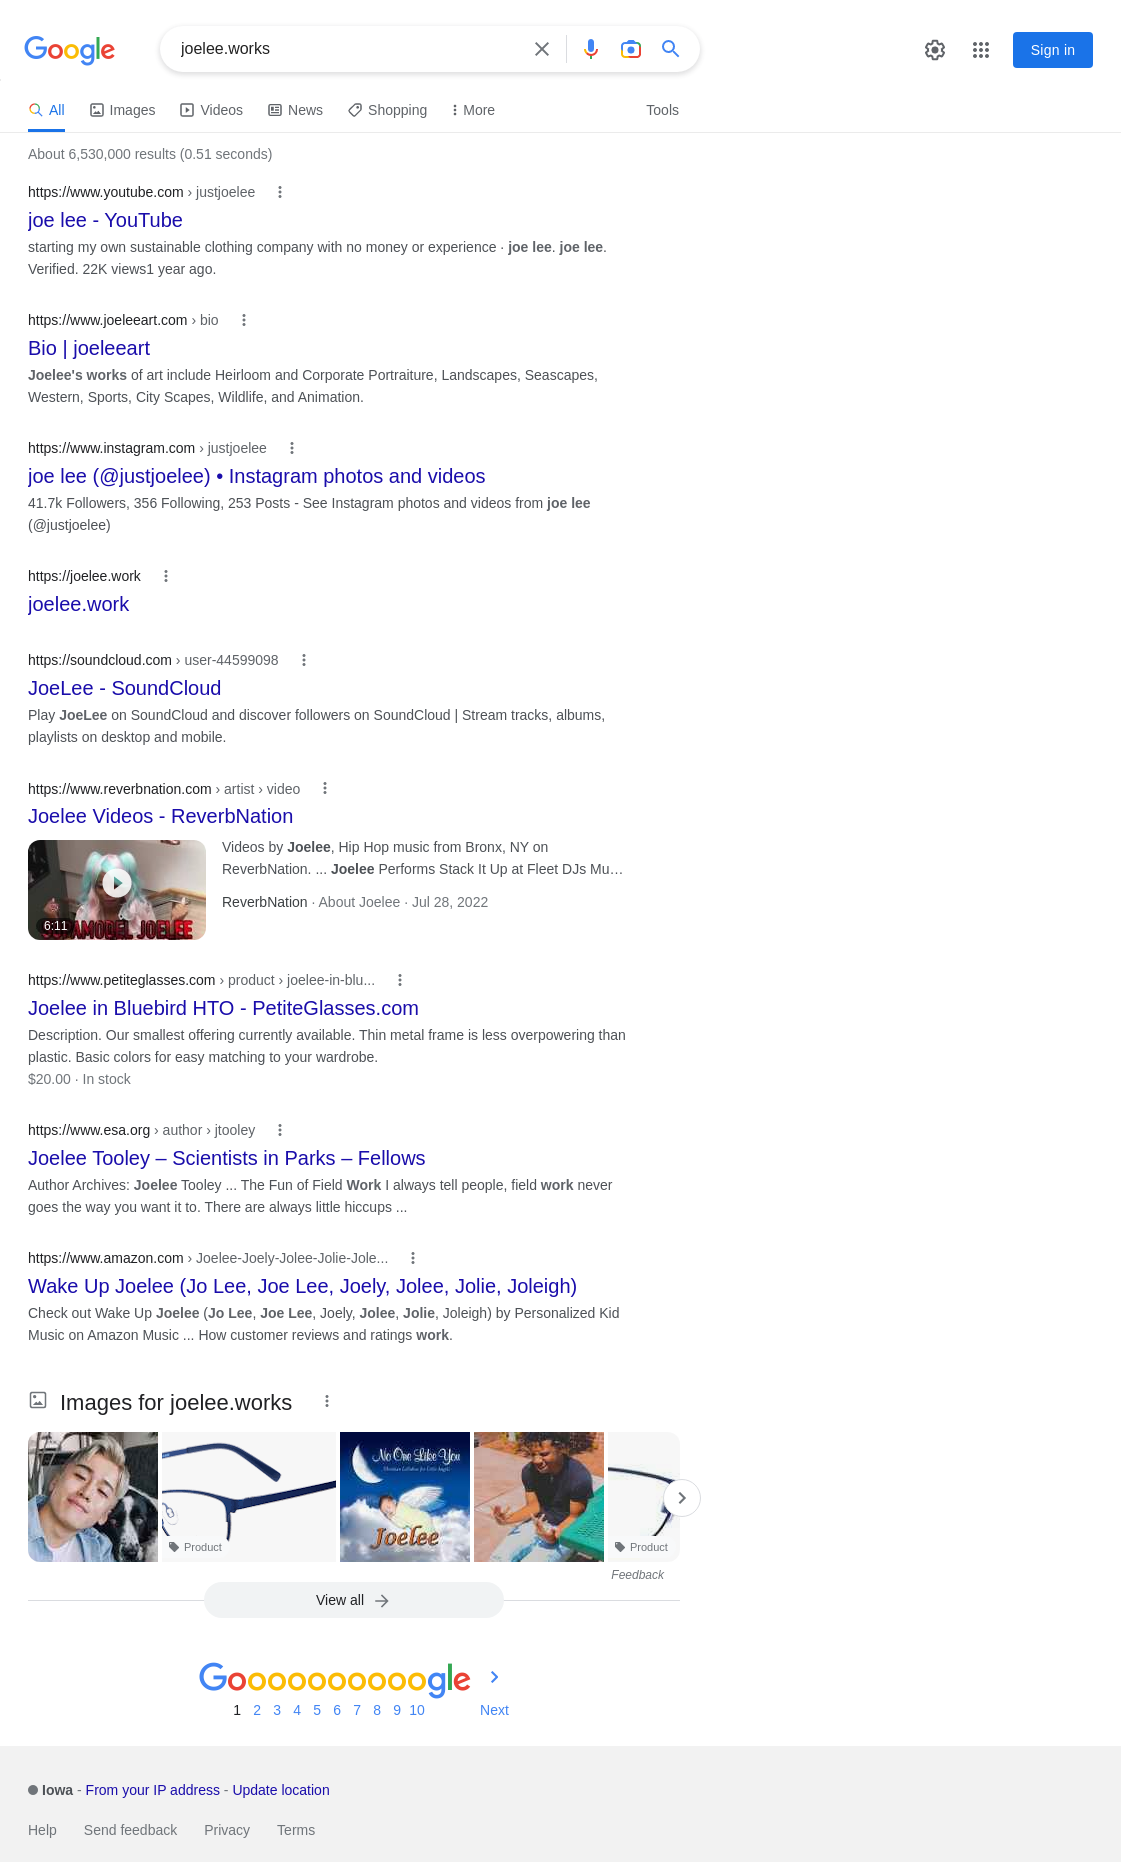 Google
joelee.works
Sign in
All
Images
Videos
News
Shopping
More
Tools
About 6,530,000 results (0.51 seconds)
https://www.youtube.com › justjoelee
joe lee - YouTube
starting my own sustainable clothing company with no money or experience · joe lee. joe lee.
Verified. 22K views1 year ago.
https://www.joeleeart.com › bio
Bio | joeleeart
Joelee's works of art include Heirloom and Corporate Portraiture, Landscapes, Seascapes,
Western, Sports, City Scapes, Wildlife, and Animation.
https://www.instagram.com › justjoelee
joe lee (@justjoelee) • Instagram photos and videos
41.7k Followers, 356 Following, 253 Posts - See Instagram photos and videos from joe lee
(@justjoelee)
https://joelee.work
joelee.work
https://soundcloud.com › user-44599098
JoeLee - SoundCloud
Play JoeLee on SoundCloud and discover followers on SoundCloud | Stream tracks, albums,
playlists on desktop and mobile.
https://www.reverbnation.com › artist › video
Joelee Videos - ReverbNation
Videos by Joelee, Hip Hop music from Bronx, NY on
ReverbNation. ... Joelee Performs Stack It Up at Fleet DJs Mu…
ReverbNation · About Joelee · Jul 28, 2022
6:11
JOELEE
https://www.petiteglasses.com › product › joelee-in-blu...
Joelee in Bluebird HTO - PetiteGlasses.com
Description. Our smallest offering currently available. Thin metal frame is less overpowering than
plastic. Basic colors for easy matching to your wardrobe.
$20.00 · In stock
https://www.esa.org › author › jtooley
Joelee Tooley – Scientists in Parks – Fellows
Author Archives: Joelee Tooley ... The Fun of Field Work I always tell people, field work never
goes the way you want it to. There are always little hiccups ...
https://www.amazon.com › Joelee-Joely-Jolee-Jolie-Jole...
Wake Up Joelee (Jo Lee, Joe Lee, Joely, Jolee, Jolie, Joleigh)
Check out Wake Up Joelee (Jo Lee, Joe Lee, Joely, Jolee, Jolie, Joleigh) by Personalized Kid
Music on Amazon Music ... How customer reviews and ratings work.
Images for joelee.works
No One Like You
Joelee
Product
Product
Feedback
View all
Goooooooooogle
1 2 3 4 5 6 7 8 9 10 Next
Iowa - From your IP address - Update location
Help
Send feedback
Privacy
Terms